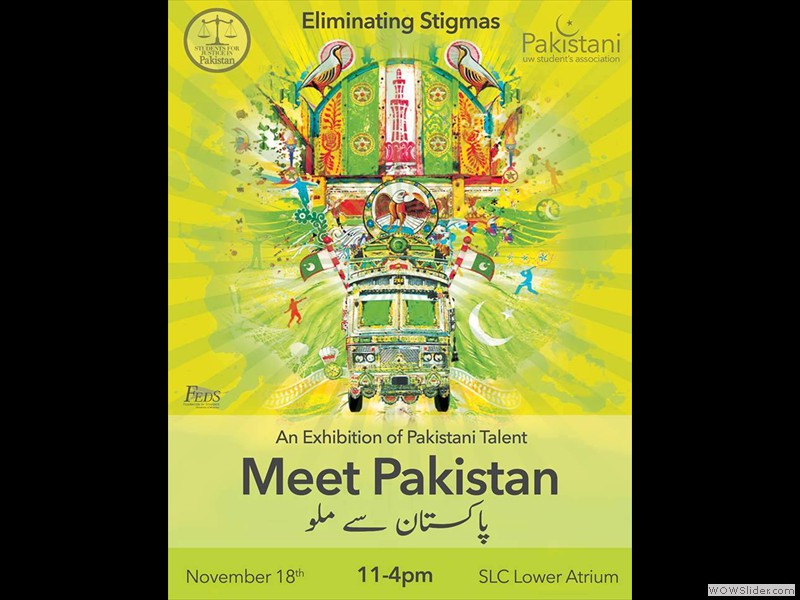 Eliminating Stigmas
STUDENTS FOR
JUSTICE IN
Pakistan
Pakistani
uw student's association
FEDS
An Exhibition of Pakistani Talent
Meet Pakistan
پاکستان سے ملو
November 18th
11-4pm
SLC Lower Atrium
WOWSlider.com